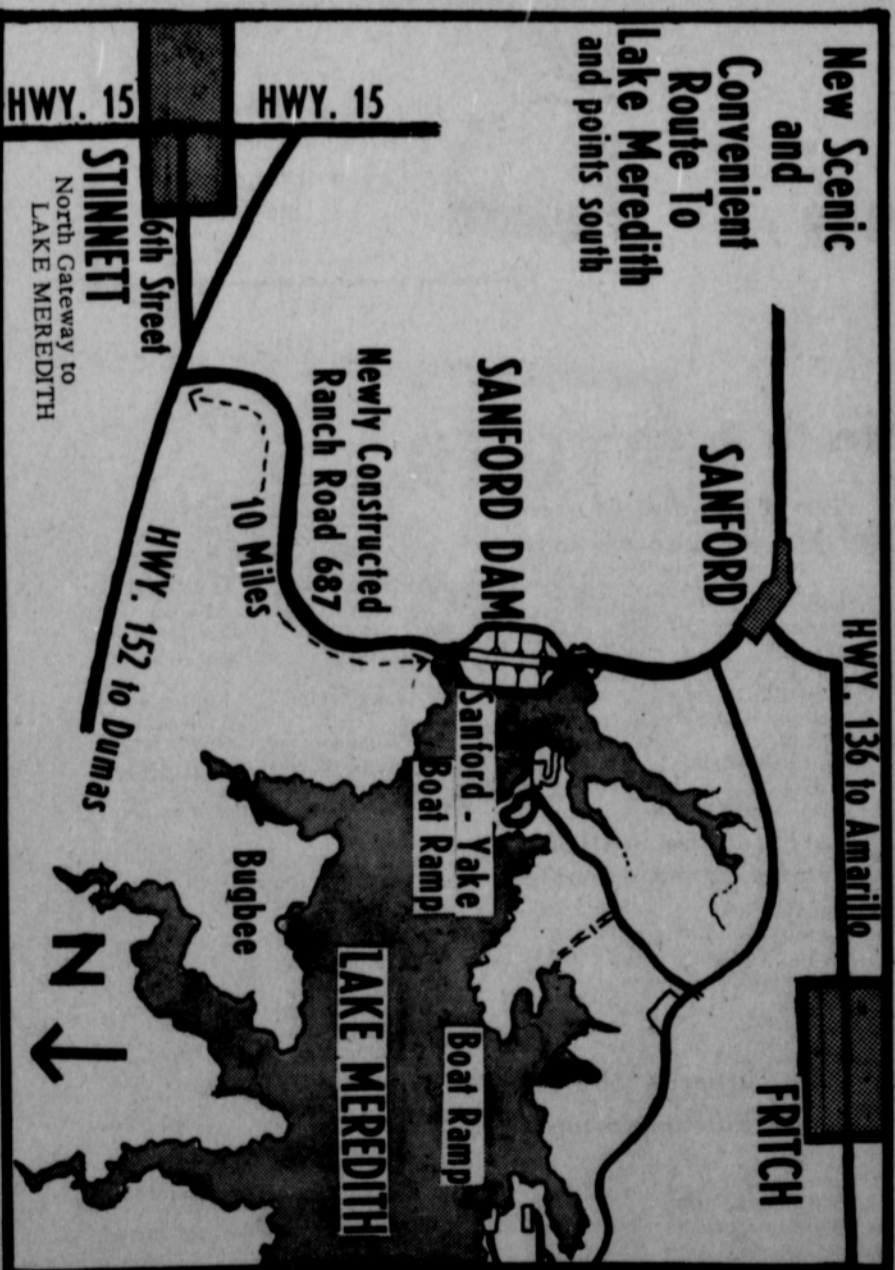 New Scenic
and
Convenient
Route To
Lake Meredith
and points south
HWY. 136 to Amarillo
FRITCH
SANFORD
SANFORD DAM
Sanford - Yake
Boat Ramp
Boat Ramp
LAKE MEREDITH
Newly Constructed
Ranch Road 687
10 Miles
Bugbee
HWY. 15
HWY. 15
6th Street
STINNETT
North Gateway to
LAKE MEREDITH
HWY. 152 to Dumas
N